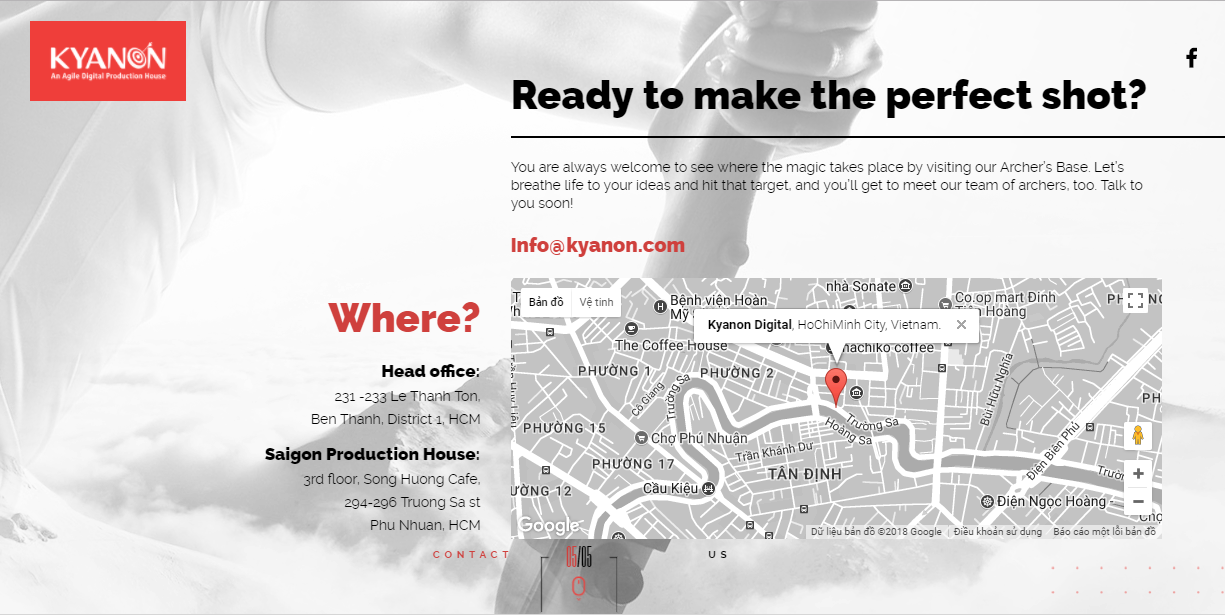 KYANON
An Agile Digital Production House
Ready to make the perfect shot?
You are always welcome to see where the magic takes place by visiting our Archer's Base. Let's
breathe life to your ideas and hit that target, and you'll get to meet our team of archers, too. Talk to
you soon!
Info@kyanon.com
Where?
Head office:
231 -233 Le Thanh Ton,
Ben Thanh, District 1, HCM
Saigon Production House:
3rd floor, Song Huong Cafe,
294-296 Truong Sa st
Phu Nhuan, HCM
Bản đồ
Vệ tinh
Bệnh viện Hoàn
Mỹ
nhà Sonate
Co.op mart Đinh
Tiên Hoàng
Kyanon Digital, HoChiMinh City, Vietnam.
The Coffee House
machiko coffee
PHƯỜNG 1
PHƯỜNG 2
Cô Giang
Trường Sa
Bùi Hữu Nghĩa
PH
PHƯỜNG 15
Chợ Phú Nhuận
Trường Sa
Hoàng Sa
Trần Khánh Dư
Điện Biên Phủ
PHƯỜNG 17
TÂN ĐỊNH
Cầu Kiệu
ƯỜNG 12
Trườ
Điện Ngọc Hoàng -
Chợ
Google
Dữ liệu bản đồ ©2018 Google
Điều khoản sử dụng
Báo cáo một lỗi bản đồ
CONTACT
05/05
US